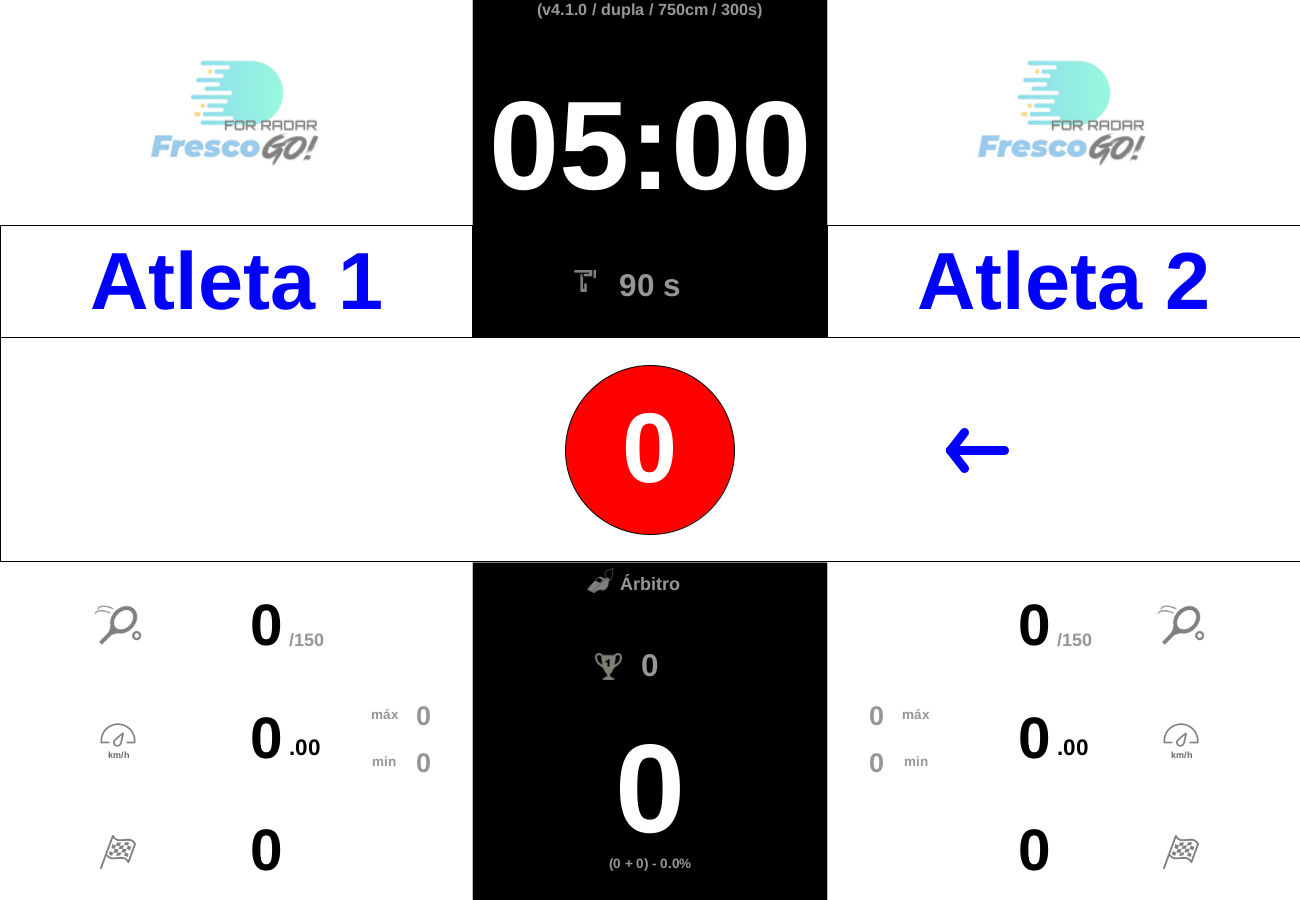 (v4.1.0 / dupla / 750cm / 300s)
FOR RADAR
FrescoGO!
05:00
FOR RADAR
FrescoGO!
Atleta 1
90 s
Atleta 2
0
Árbitro
0 /150
0 /150
1 0
0 .00
máx 0
min 0
km/h
0
0 máx
0 min
0 .00
km/h
0
0
(0 + 0) - 0.0%